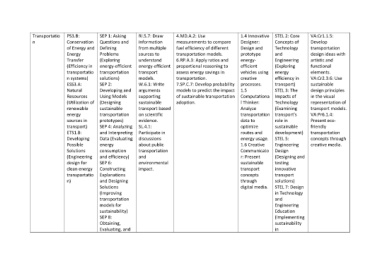 Transportatio
n
PS3.B:
Conservation
of Energy and
Energy
Transfer
(Efficiency in
transportatio
n systems)
ESS3.A:
Natural
Resources
(Utilization of
renewable
energy
sources in
transport)
ETS1.B:
Developing
Possible
Solutions
(Engineering
design for
clean energy
transportatio
n)
SEP 1: Asking
Questions and
Defining
Problems
(Exploring
energy-efficient
transportation
solutions)
SEP 2:
Developing and
Using Models
(Designing
sustainable
transportation
prototypes)
SEP 4: Analyzing
and Interpreting
Data (Evaluating
energy
consumption
and efficiency)
SEP 6:
Constructing
Explanations
and Designing
Solutions
(Improving
transportation
models for
sustainability)
SEP 8:
Obtaining,
Evaluating, and
RI.5.7: Draw
information
from multiple
sources to
understand
energy-efficient
transport
models.
W.6.1: Write
arguments
supporting
sustainable
transport based
on scientific
evidence.
SL.4.1:
Participate in
discussions
about public
transportation
and
environmental
impact.
4.MD.A.2: Use
measurements to compare
fuel efficiency of different
transportation models.
6.RP.A.3: Apply ratios and
proportional reasoning to
assess energy savings in
transportation.
7.SP.C.7: Develop probability
models to predict the impact
of sustainable transportation
adoption.
1.4 Innovative
Designer:
Design and
prototype
energy-
efficient
vehicles using
creative
processes.
1.5
Computationa
l Thinker:
Analyze
transportation
data to
optimize
routes and
energy usage.
1.6 Creative
Communicato
r: Present
sustainable
transport
concepts
through
digital media.
STEL 2: Core
Concepts of
Technology
and
Engineering
(Exploring
energy
efficiency in
transport)
STEL 3: The
Impacts of
Technology
(Examining
transport's
role in
sustainable
development)
STEL 5:
Engineering
Design
(Designing and
testing
innovative
transport
solutions)
STEL 7: Design
in Technology
and
Engineering
Education
(Implementing
sustainability
in
VA:Cr1.1.5:
Develop
transportation
design ideas with
artistic and
functional
elements.
VA:Cr2.3.6: Use
sustainable
design principles
in the visual
representation of
transport models.
VA:Pr6.1.4:
Present eco-
friendly
transportation
concepts through
creative media.